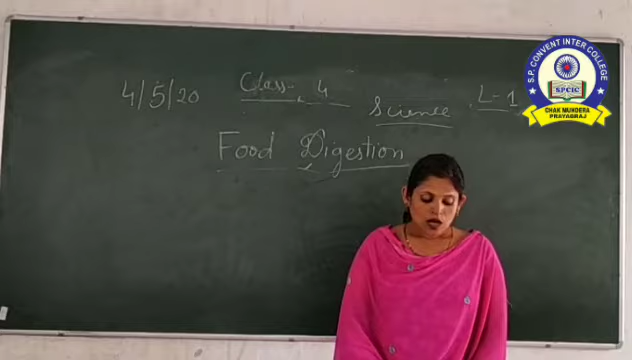 4/5/20 Class- 4 Science L-1
Food Digestion
S.P. CONVENT INTER COLLEGE
SPCIC
CHAK MUNDERA
PRAYAGRAJ